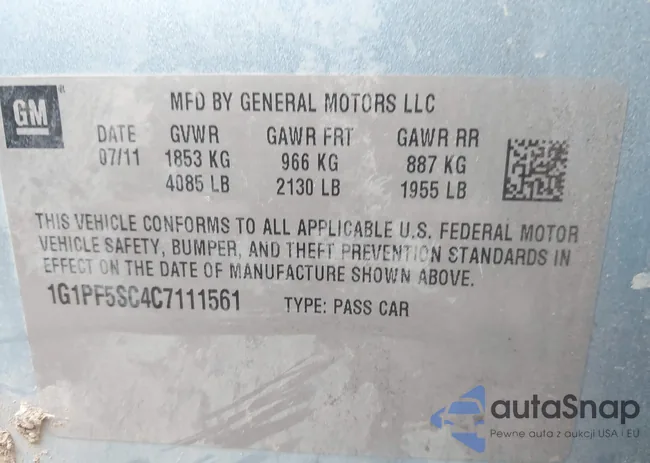 GM
MFD BY GENERAL MOTORS LLC
DATE GVWR GAWR FRT GAWR RR
07/11 1853 KG 966 KG 887 KG
4085 LB 2130 LB 1955 LB
THIS VEHICLE CONFORMS TO ALL APPLICABLE U.S. FEDERAL MOTOR
VEHICLE SAFETY, BUMPER, AND THEFT PREVENTION STANDARDS IN
EFFECT ON THE DATE OF MANUFACTURE SHOWN ABOVE.
1G1PF5SC4C7111561 TYPE: PASS CAR
autaSnap
Pewne auta z aukcji USA i EU